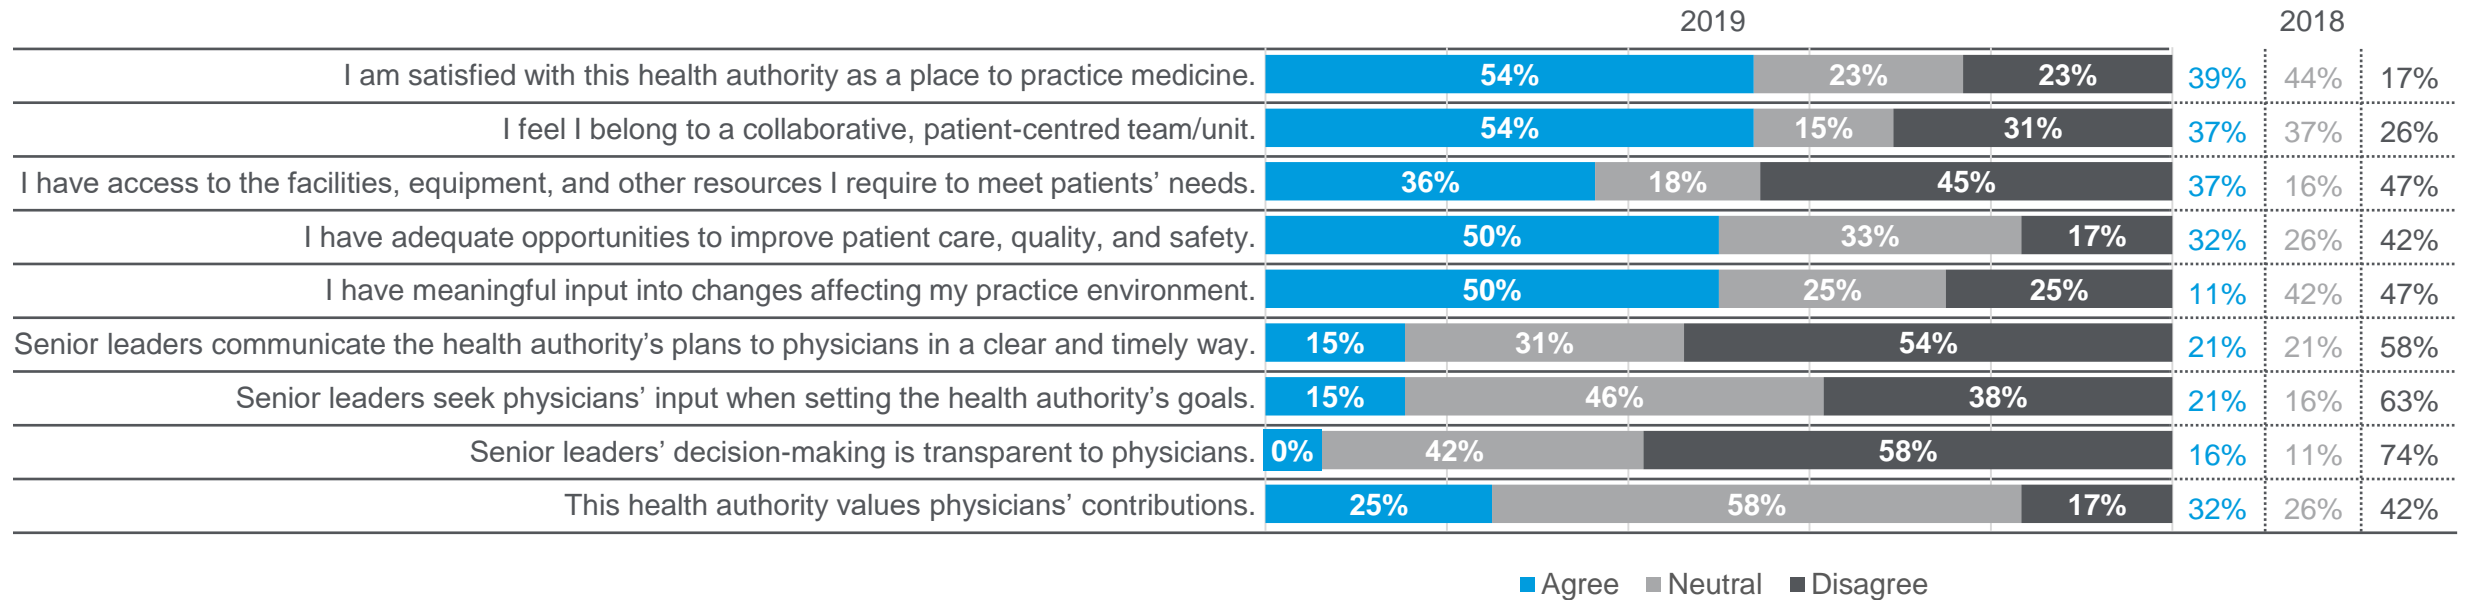 2019 2018
I am satisfied with this health authority as a place to practice medicine. 54% 23% 23% 39% 44% 17%
I feel I belong to a collaborative, patient-centred team/unit. 54% 15% 31% 37% 37% 26%
I have access to the facilities, equipment, and other resources I require to meet patients’ needs. 36% 18% 45% 37% 16% 47%
I have adequate opportunities to improve patient care, quality, and safety. 50% 33% 17% 32% 26% 42%
I have meaningful input into changes affecting my practice environment. 50% 25% 25% 11% 42% 47%
Senior leaders communicate the health authority’s plans to physicians in a clear and timely way. 15% 31% 54% 21% 21% 58%
Senior leaders seek physicians’ input when setting the health authority’s goals. 15% 46% 38% 21% 16% 63%
Senior leaders’ decision-making is transparent to physicians. 0% 42% 58% 16% 11% 74%
This health authority values physicians’ contributions. 25% 58% 17% 32% 26% 42%
Agree Neutral Disagree